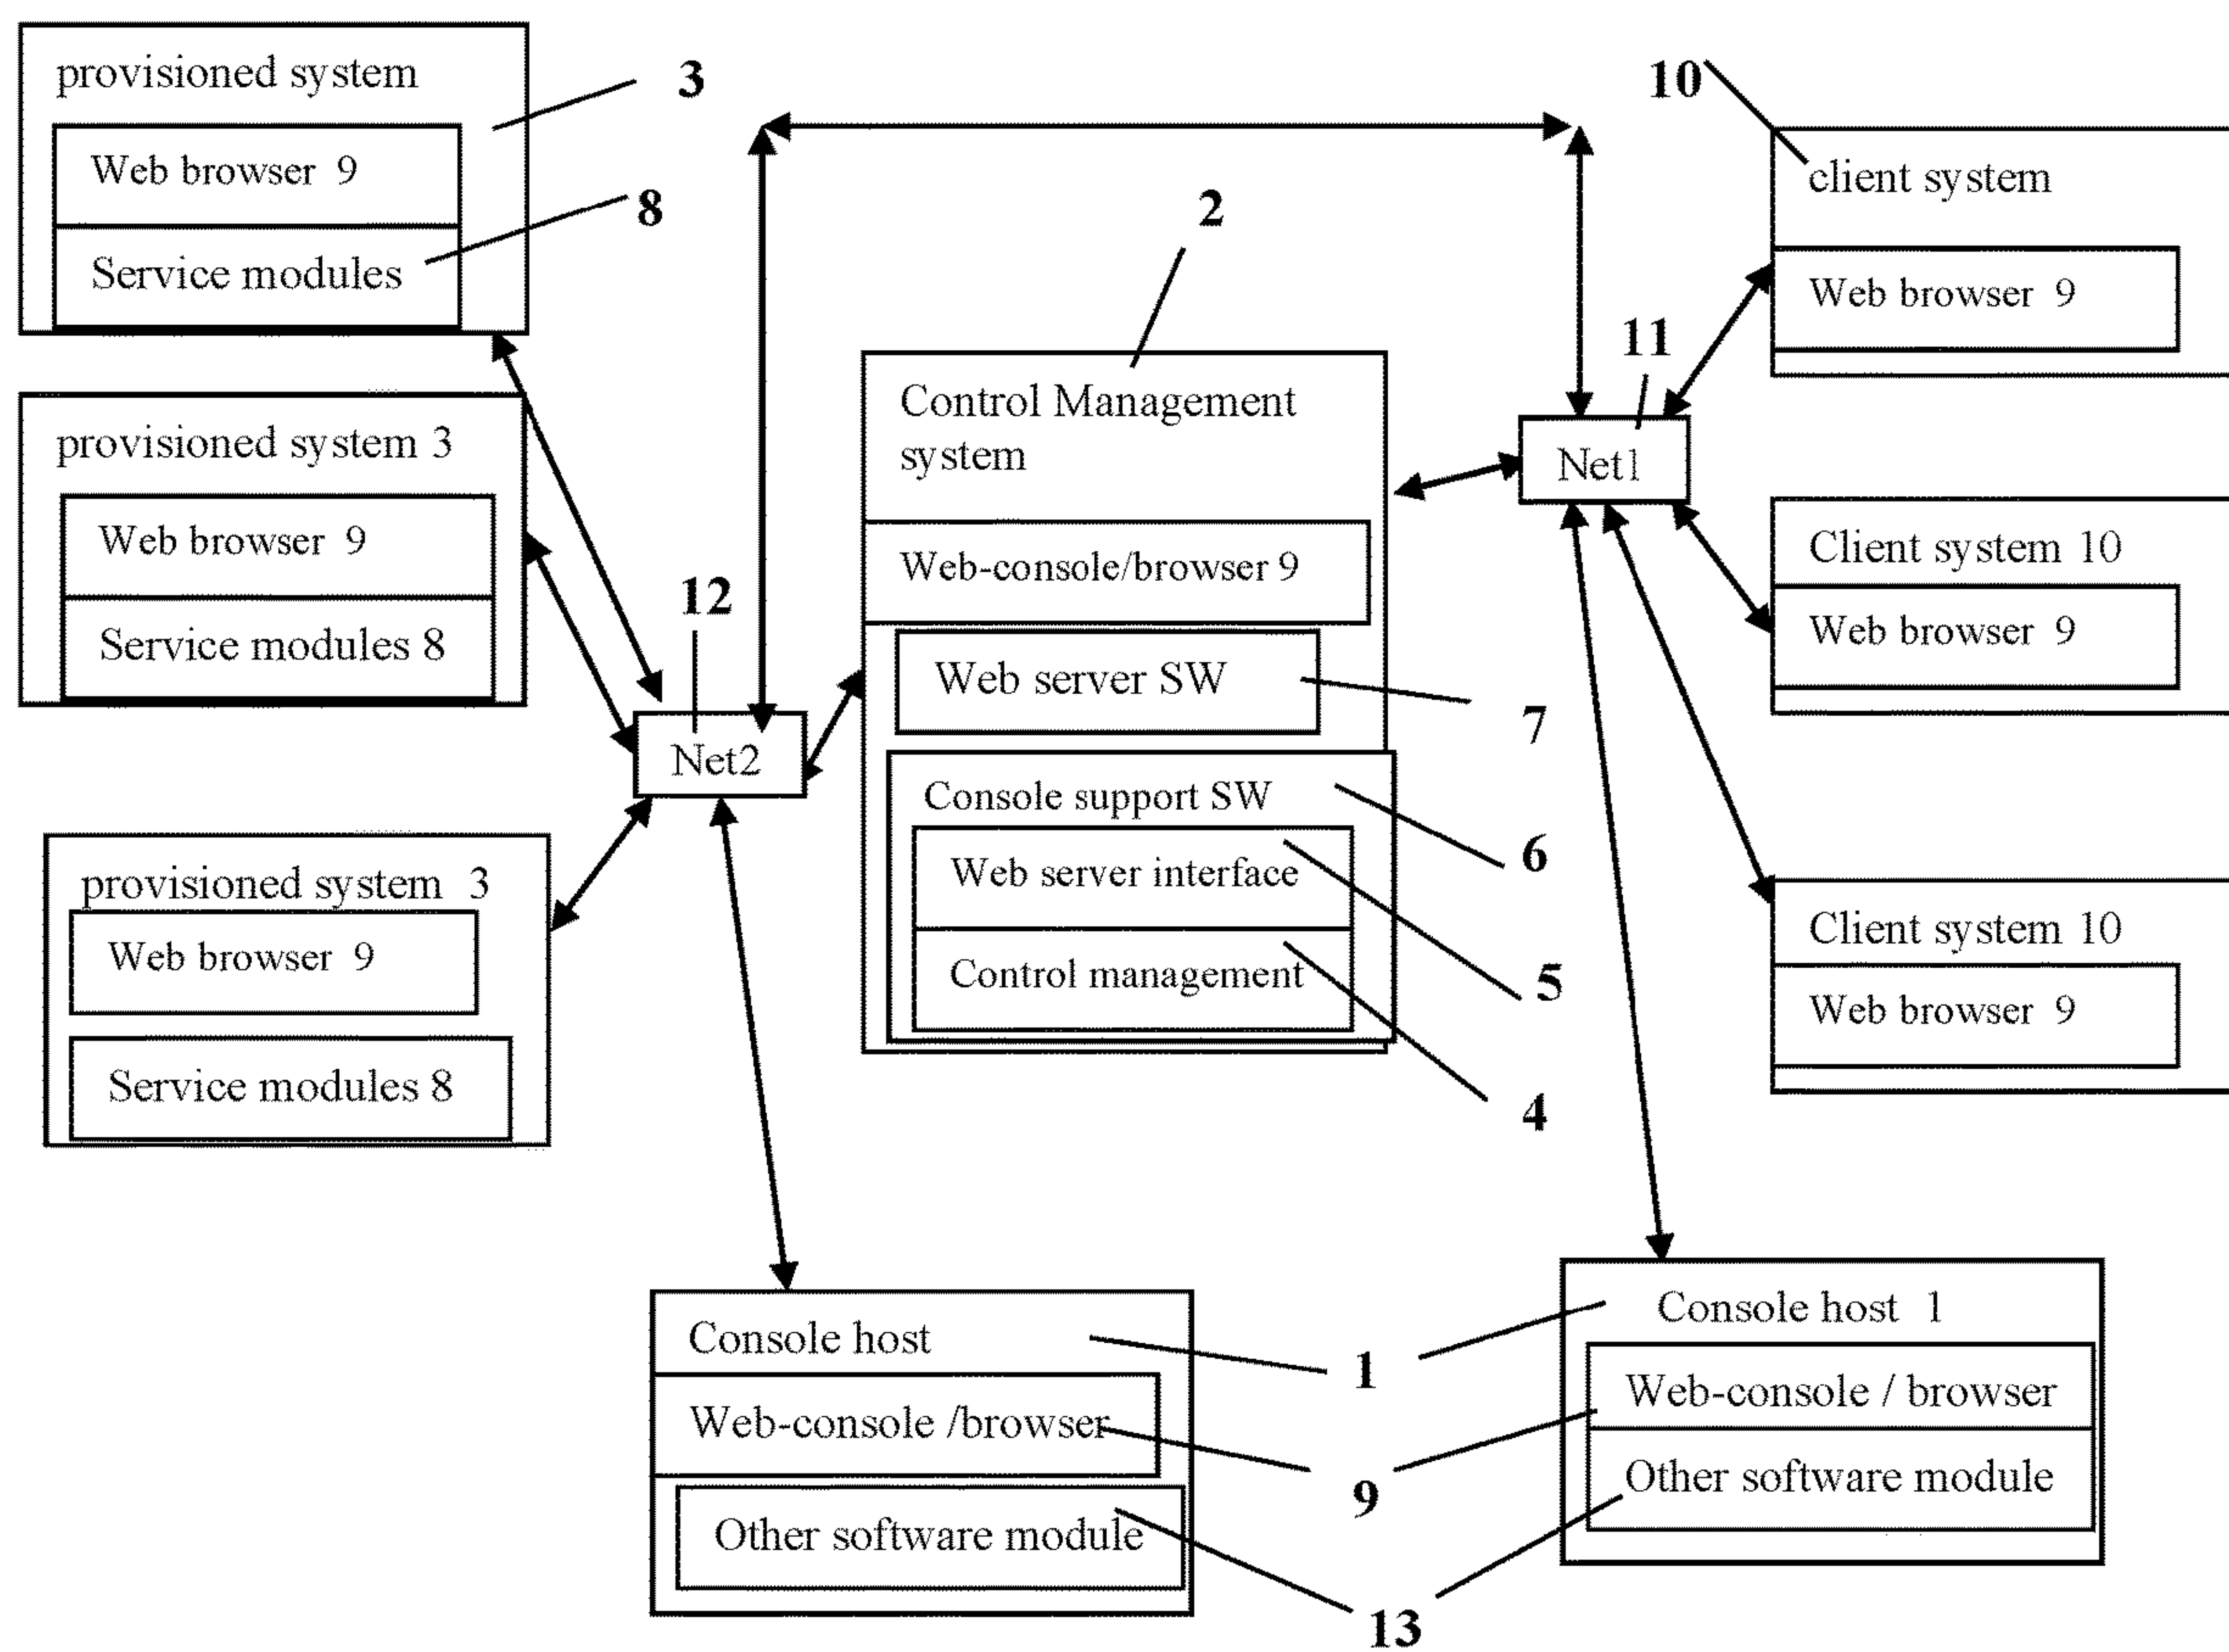 provisioned system
3
Web browser 9
8
Service modules
provisioned system 3
Web browser 9
Service modules 8
provisioned system 3
Web browser 9
Service modules 8
12
Net2
2
Control Management
system
Web-console/browser 9
Web server SW
7
Console support SW
6
Web server interface
5
Control management
4
10
client system
Web browser 9
11
Net1
Client system 10
Web browser 9
Client system 10
Web browser 9
Console host
1
Web-console /browser
9
Other software module
13
Console host 1
Web-console / browser
Other software module